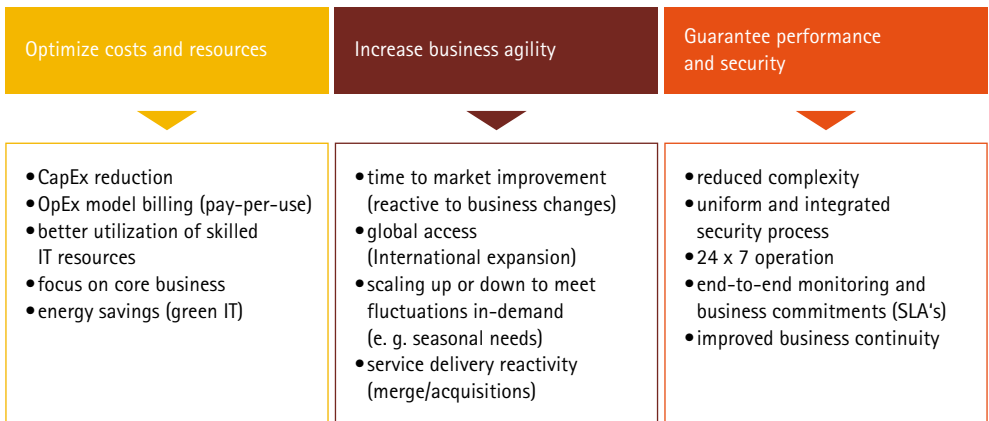 Optimize costs and resources
Increase business agility
Guarantee performance
and security
•CapEx reduction
•OpEx model billing (pay-per-use)
•better utilization of skilled
IT resources
•focus on core business
•energy savings (green IT)
•time to market improvement
(reactive to business changes)
•global access
(International expansion)
•scaling up or down to meet
fluctuations in-demand
(e. g. seasonal needs)
•service delivery reactivity
(merge/acquisitions)
•reduced complexity
•uniform and integrated
security process
•24 x 7 operation
•end-to-end monitoring and
business commitments (SLA‘s)
•improved business continuity